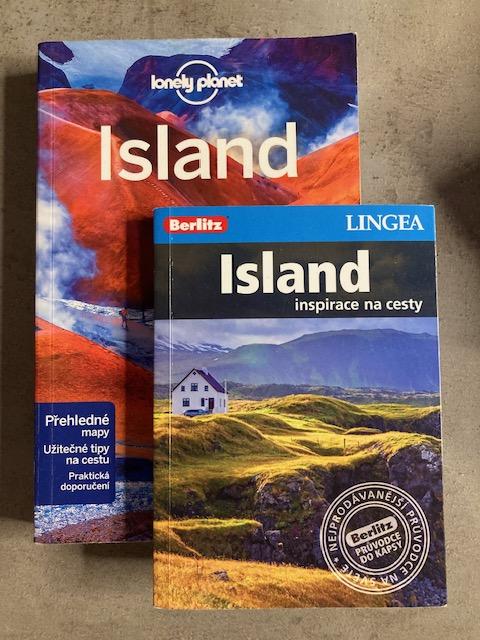 lonely planet
Island
Přehledné
mapy
Užitečné tipy
na cestu
Praktická
doporučení
Berlitz
LINGEA
Island
inspirace na cesty
NEJPRODÁVANĚJŠÍ PRŮVODCE NA SVĚTĚ
Berlitz
PRŮVODCE
DO KAPSY